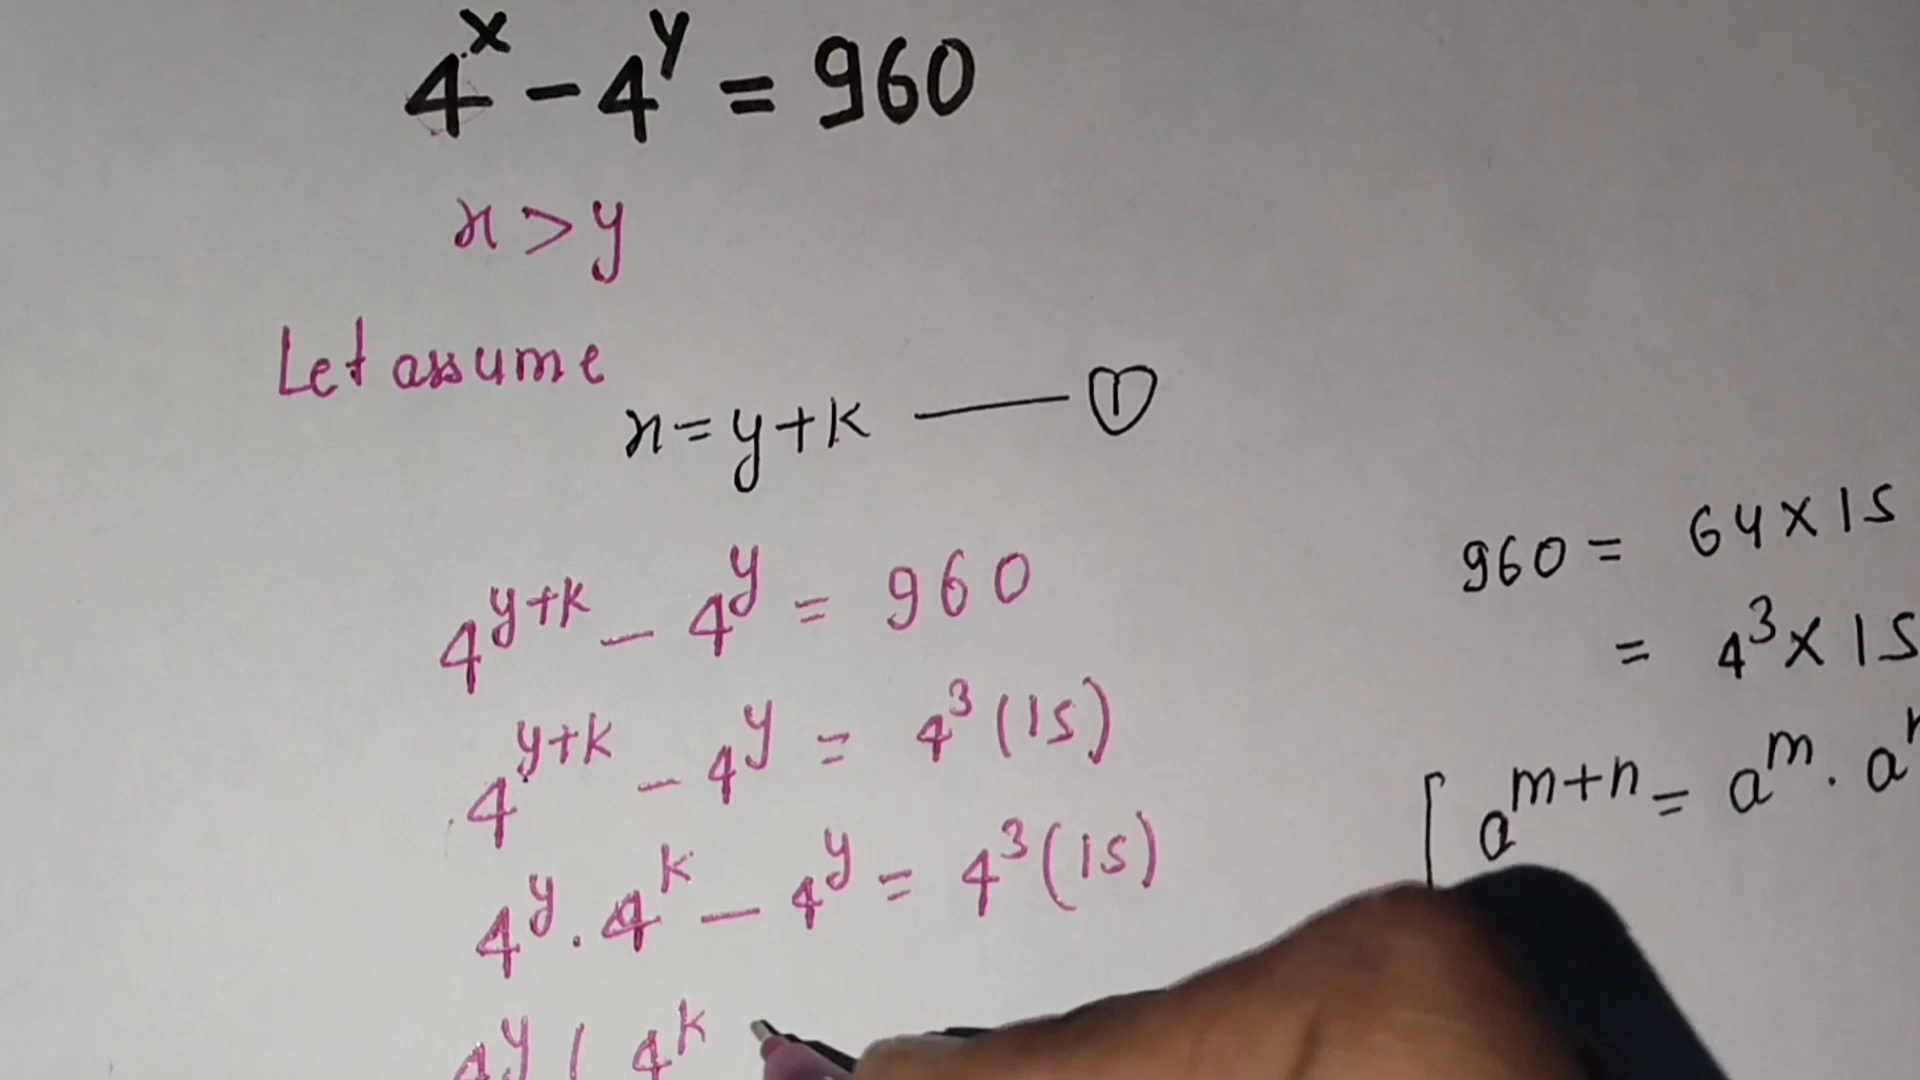 4^x - 4^y = 960
x > y
Let assume
x = y + k —— ①
4^{y+k} - 4^y = 960
4^{y+k} - 4^y = 4^3 (15)
4^y . 4^k - 4^y = 4^3 (15)
4^y ( 4^k
960 = 64 × 15
= 4^3 × 15
[ a^{m+n} = a^m . a^n